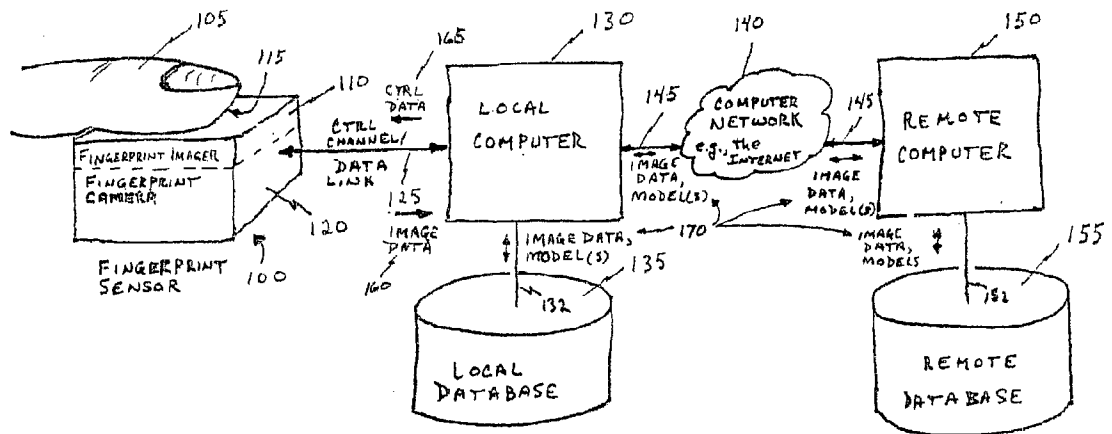 105
115
110
165
CTRL DATA
130
140
150
LOCAL
COMPUTER
145
COMPUTER
NETWORK
e.g., the
INTERNET
145
REMOTE
COMPUTER
FINGERPRINT IMAGER
FINGERPRINT
CAMERA
CTRL
CHANNEL/
DATA
LINK
125
IMAGE
DATA
160
120
100
FINGERPRINT
SENSOR
IMAGE
DATA,
MODEL(S)
IMAGE
DATA,
MODEL(S)
170
IMAGE DATA,
MODEL(S)
IMAGE
DATA,
MODELS
135
132
155
152
LOCAL
DATABASE
REMOTE
DATABASE